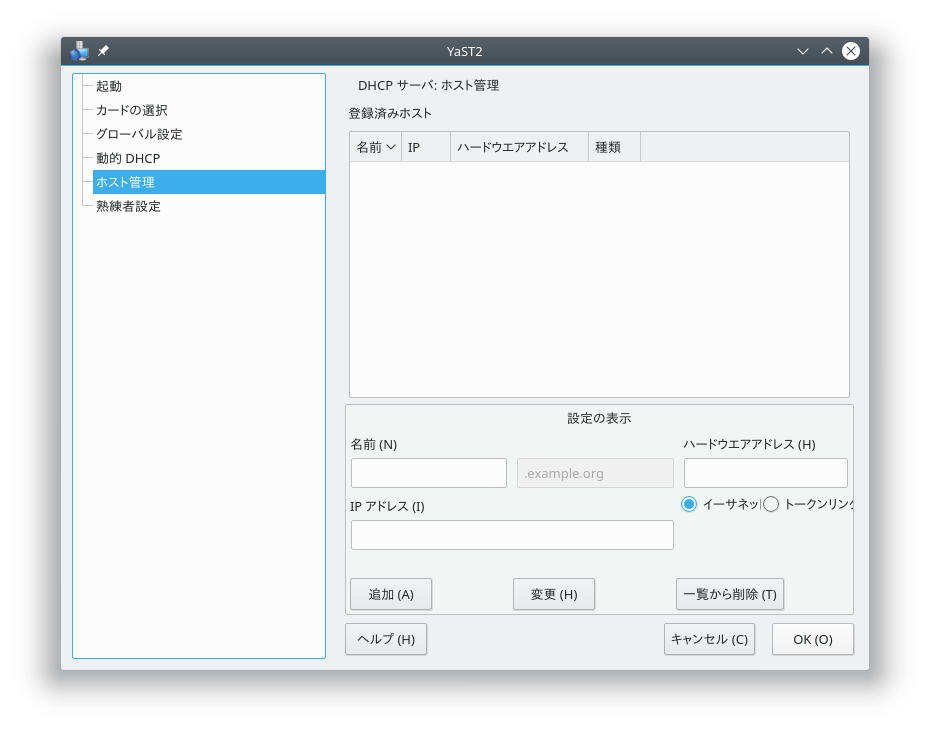 YaST2
起動
カードの選択
グローバル設定
動的 DHCP
ホスト管理
熟練者設定
DHCP サーバ: ホスト管理
登録済みホスト
名前 IP ハードウエアアドレス 種類
設定の表示
名前 (N) ハードウエアアドレス (H)
.example.org
IP アドレス (I) イーサネッ トークンリン
追加 (A) 変更 (H) 一覧から削除 (T)
ヘルプ (H) キャンセル (C) OK (O)